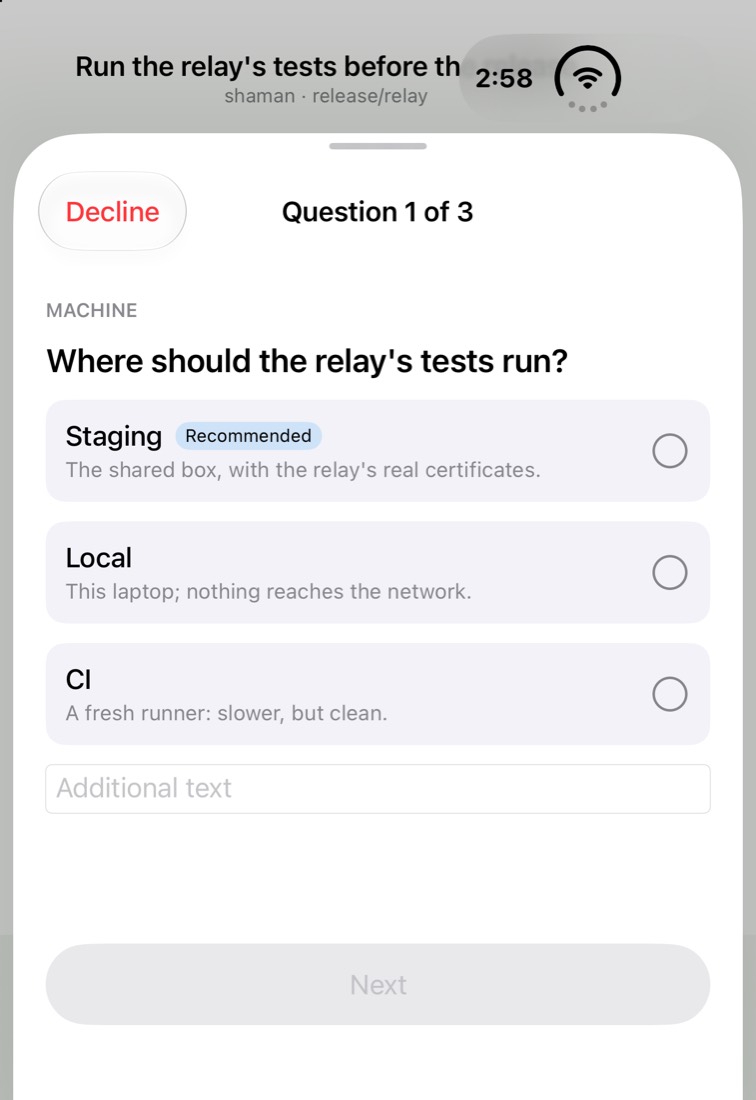 Run the relay's tests before th
2:58
shaman · release/relay
Decline
Question 1 of 3
MACHINE
Where should the relay's tests run?
Staging Recommended
The shared box, with the relay's real certificates.
Local
This laptop; nothing reaches the network.
CI
A fresh runner: slower, but clean.
Additional text
Next